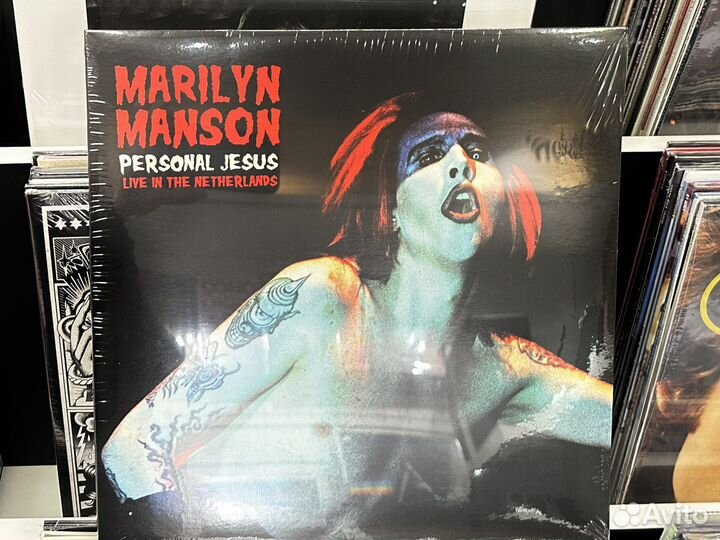 MARILYN
MANSON
PERSONAL JESUS
LIVE IN THE NETHERLANDS
Avito